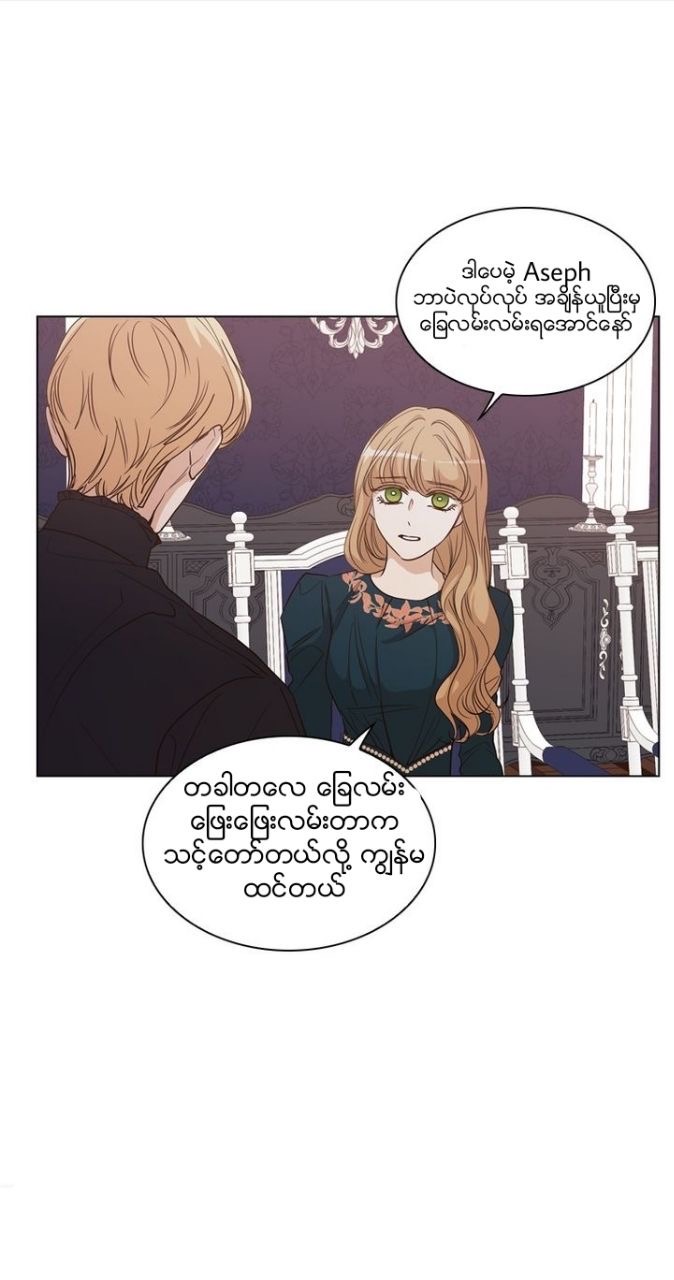 ဒါပေမဲ့ Aseph
ဘာပဲလုပ်လုပ် အချိန်ယူပြီးမှ
ခြေလမ်းလမ်းရအောင်နော်
တခါတလေ ခြေလမ်း
ဖြေးဖြေးလမ်းတာက
သင့်တော်တယ်လို့ ကျွန်မ
ထင်တယ်